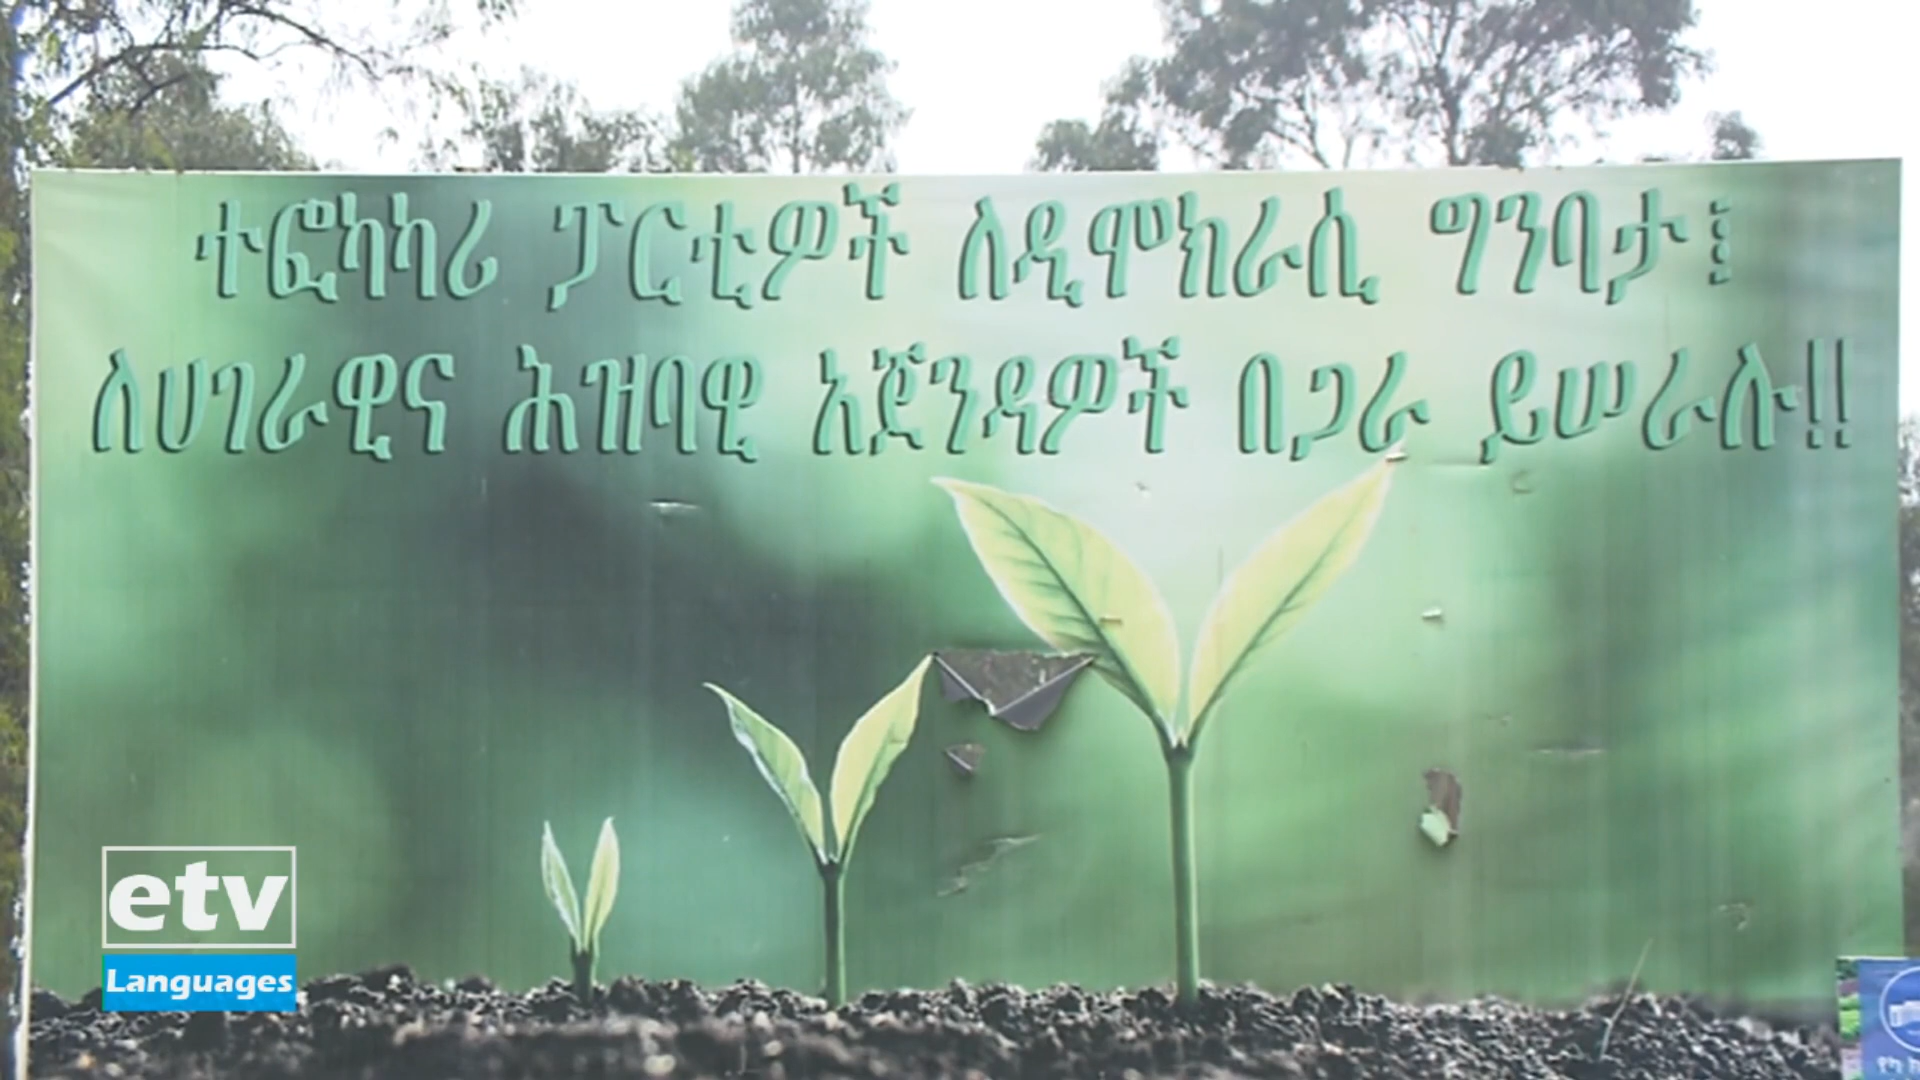 ተፎካካሪ ፓርቲዎች ለዲሞክራሲ ግንባታ፤
ለሀገራዊና ሕዝባዊ አጀንዳዎች በጋራ ይሠራሉ!!
etv
Languages